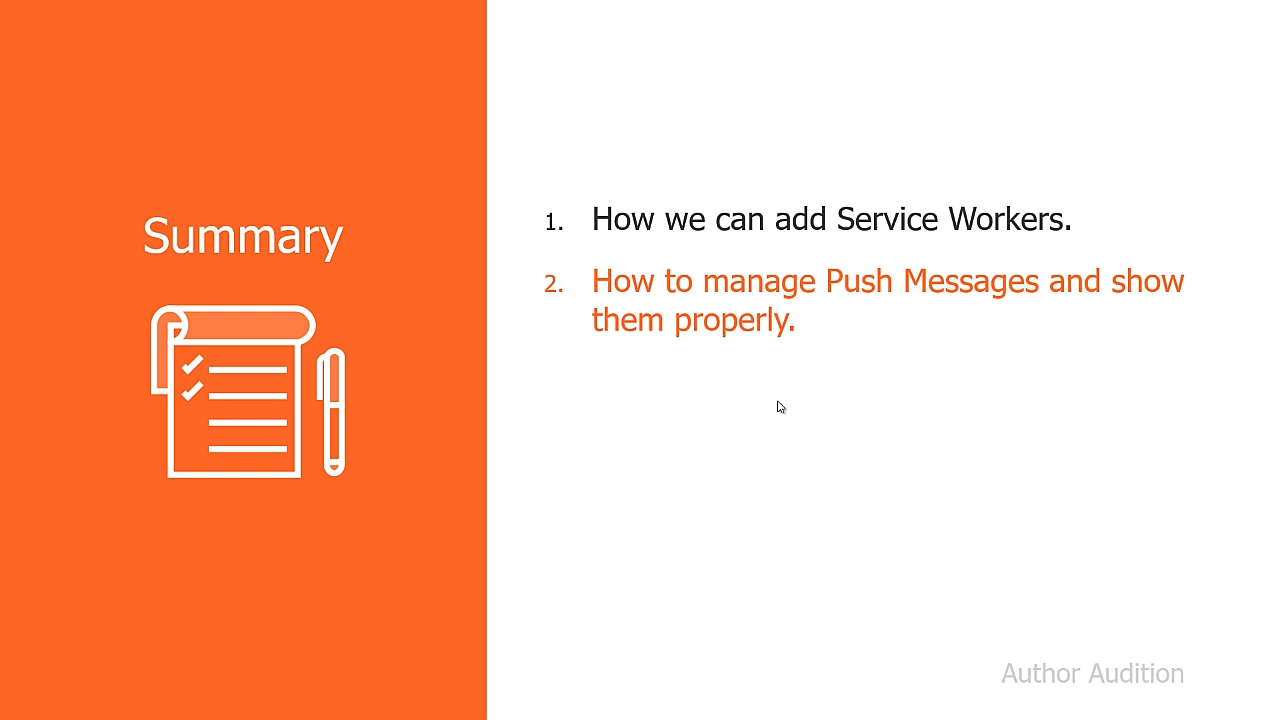 Summary
1. How we can add Service Workers.
2. How to manage Push Messages and show
them properly.
Author Audition